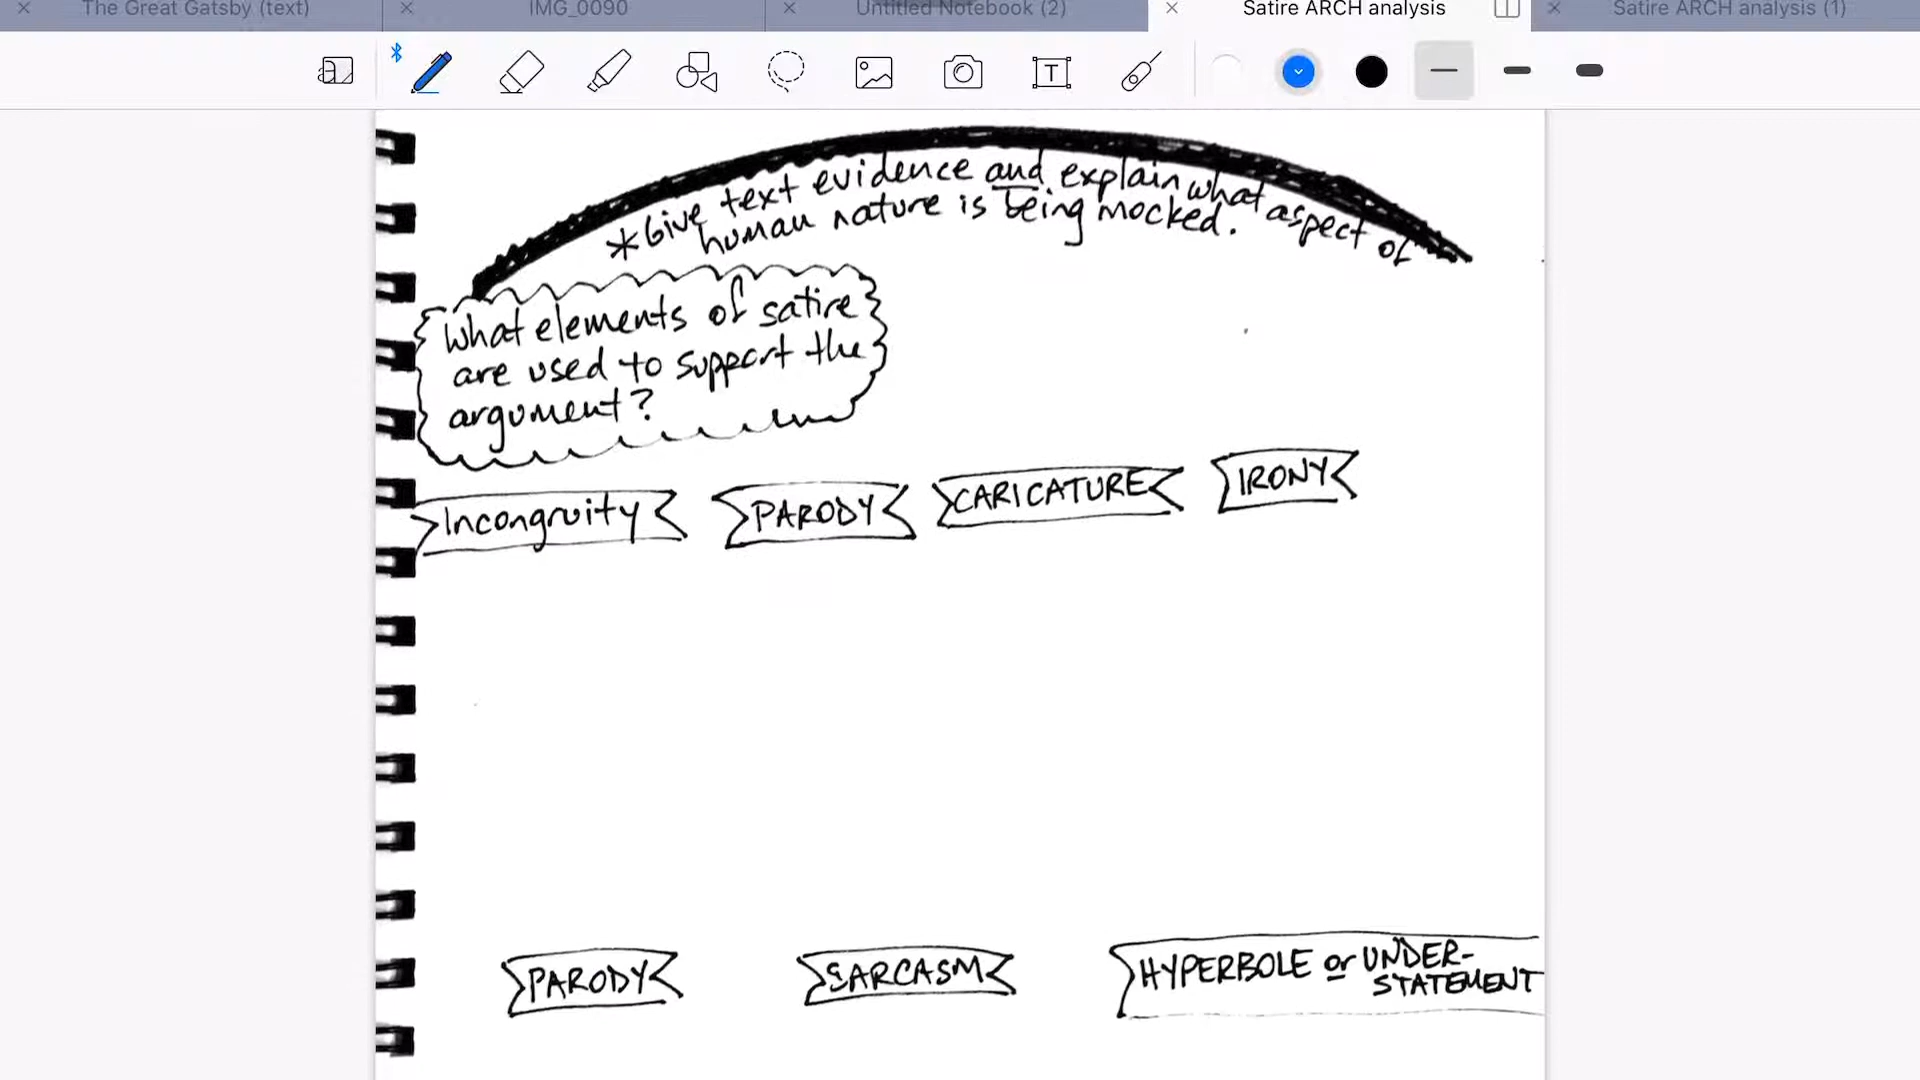 The Great Gatsby (text)
IMG_0090
Untitled Notebook (2)
Satire ARCH analysis
Satire ARCH analysis (1)
T
*Give text evidence and explain what aspect of
human nature is being mocked.
What elements of satire
are used to support the
argument?
Incongruity
PARODY
CARICATURE
IRONY
PARODY
SARCASM
HYPERBOLE or UNDER-
STATEMENT